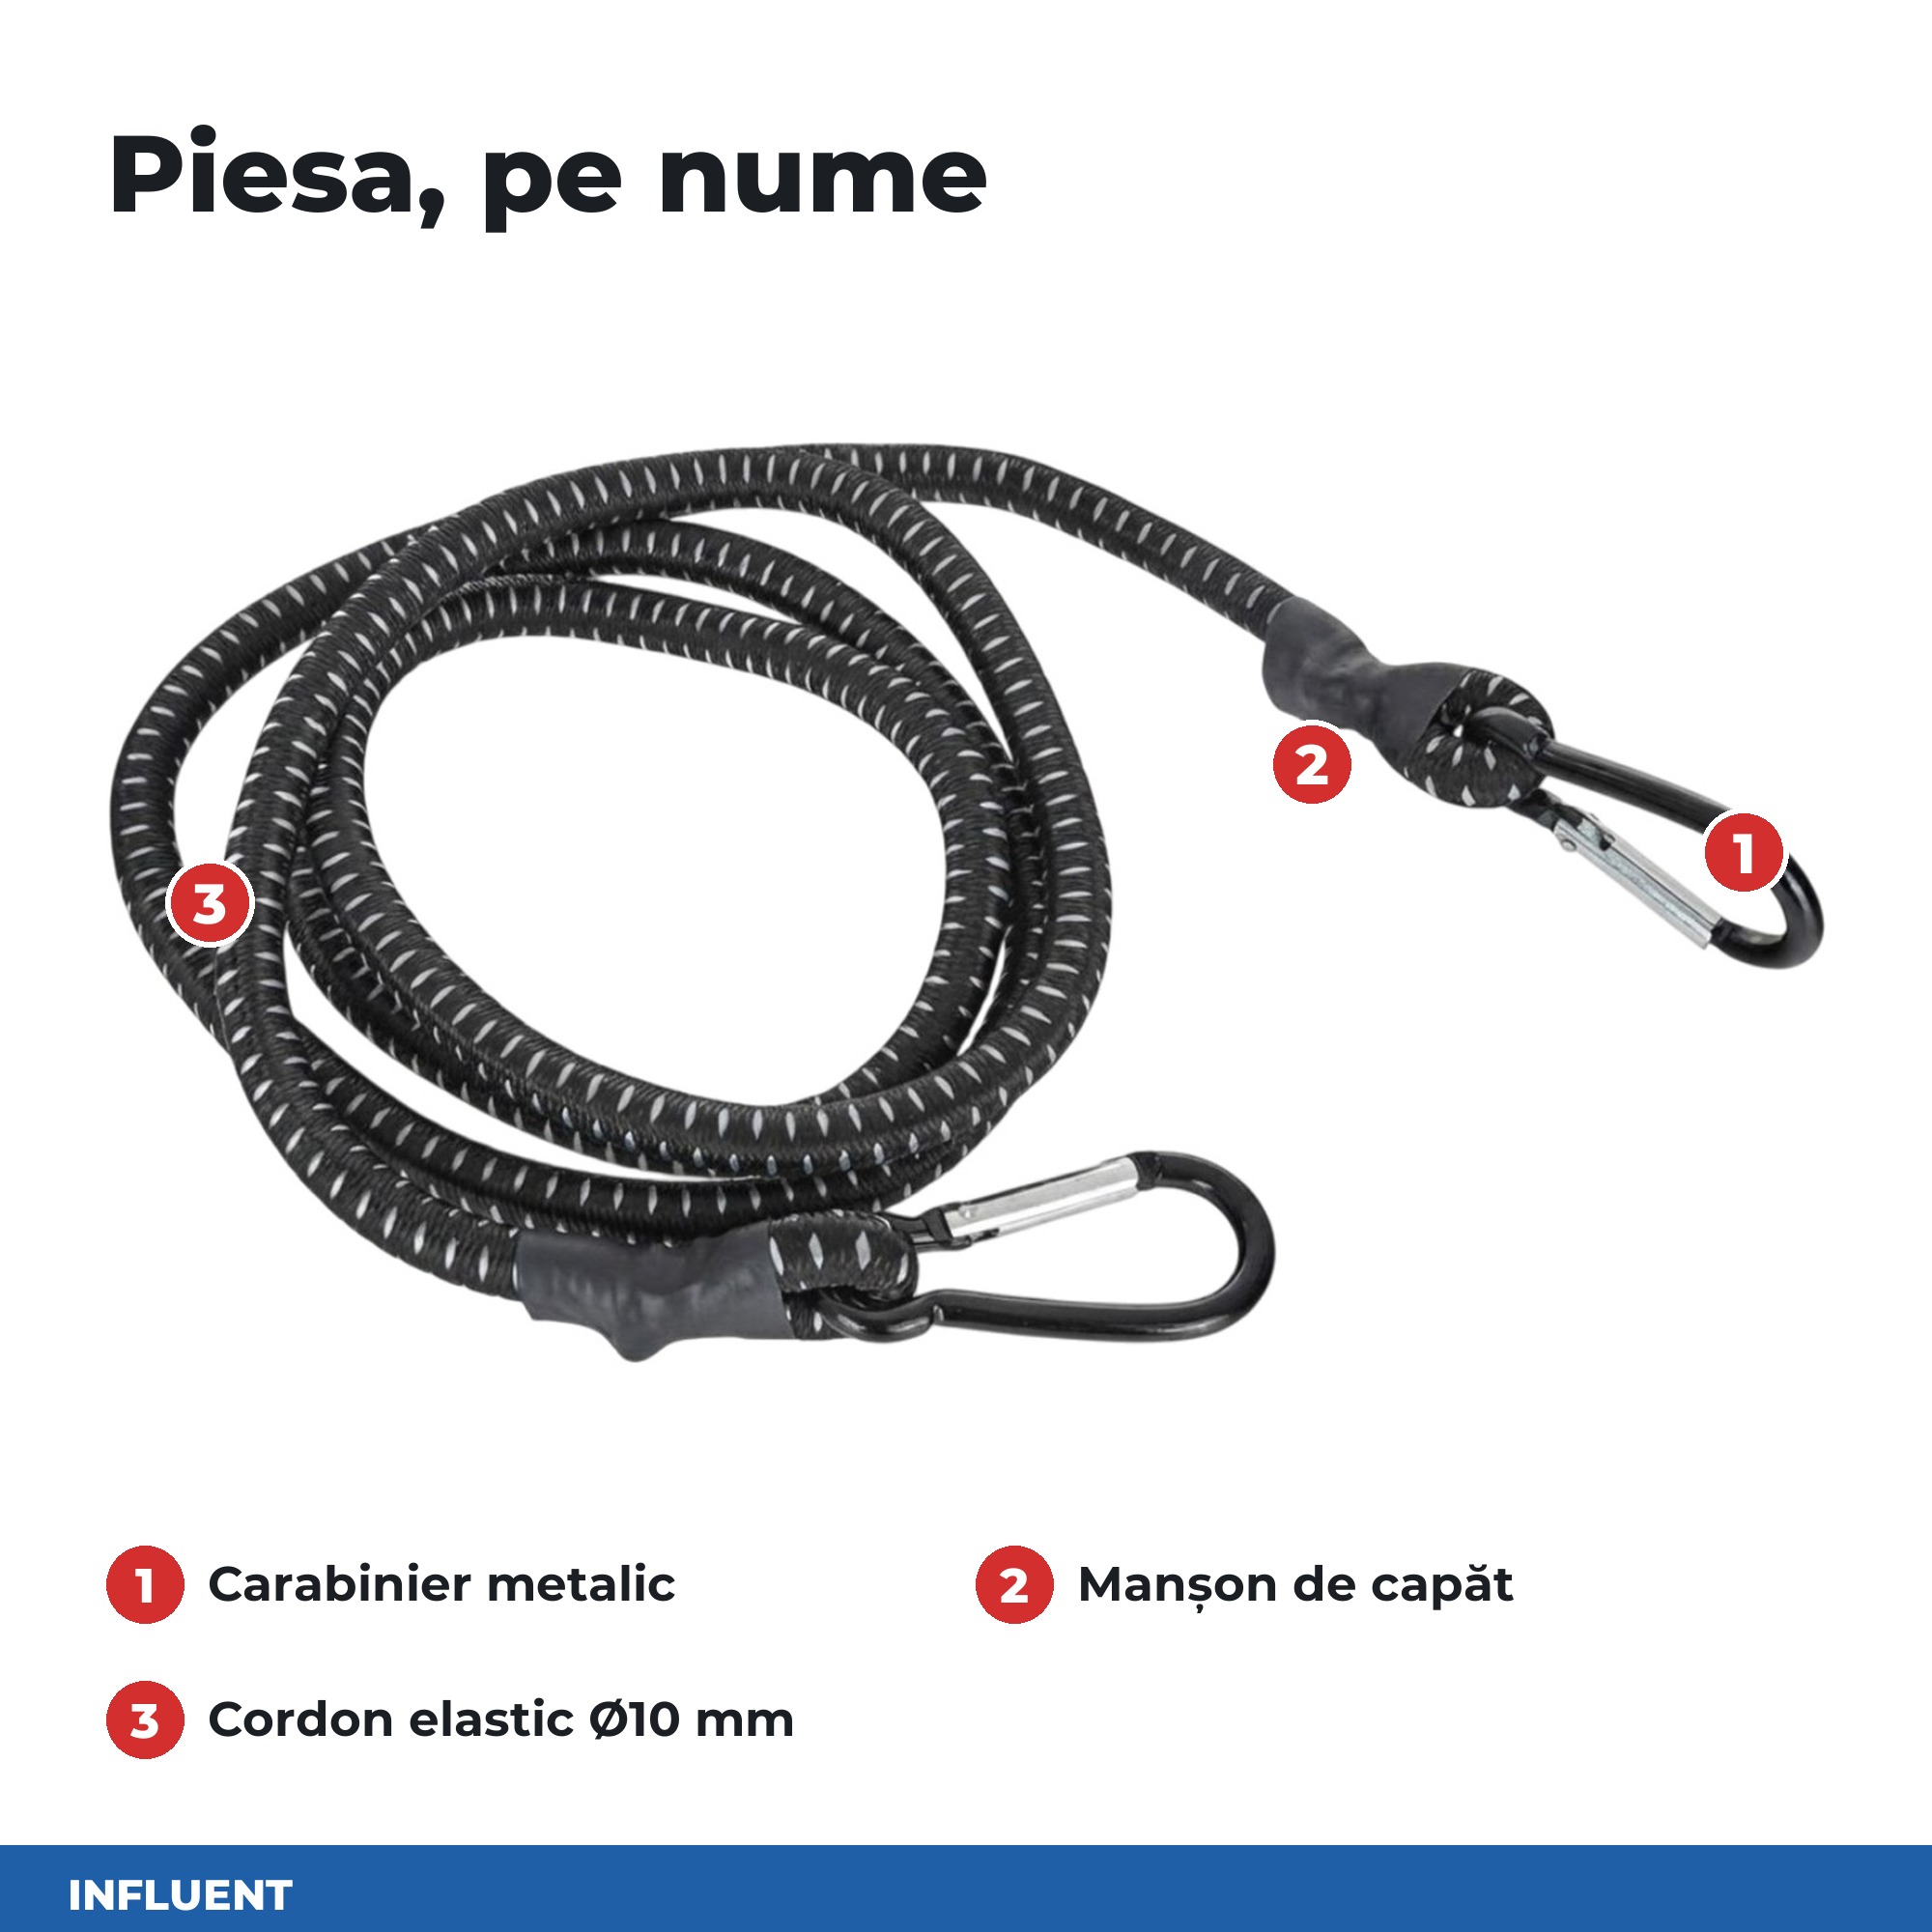 Piesa, pe nume
2
1
3
1 Carabinier metalic
2 Manșon de capăt
3 Cordon elastic Ø10 mm
INFLUENT